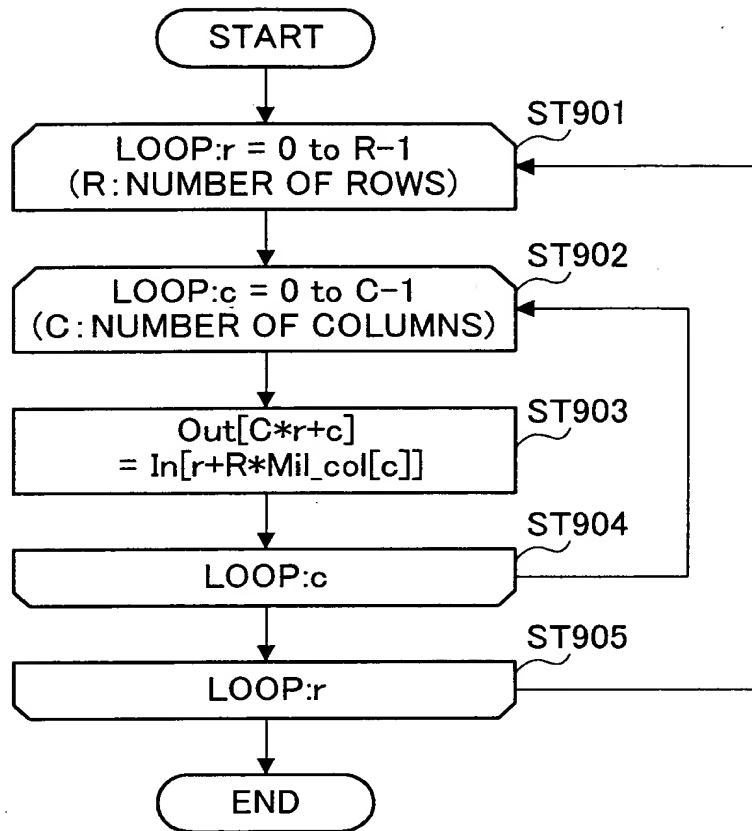 START
ST901
LOOP:r = 0 to R-1
(R:NUMBER OF ROWS)
ST902
LOOP:c = 0 to C-1
(C:NUMBER OF COLUMNS)
ST903
Out[C*r+c]
= In[r+R*Mil_col[c]]
ST904
LOOP:c
ST905
LOOP:r
END